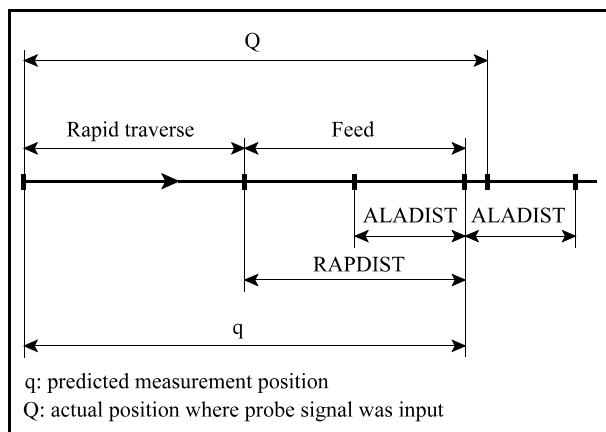 Q
Rapid traverse Feed
ALADIST ALADIST
RAPDIST
q
q: predicted measurement position
Q: actual position where probe signal was input